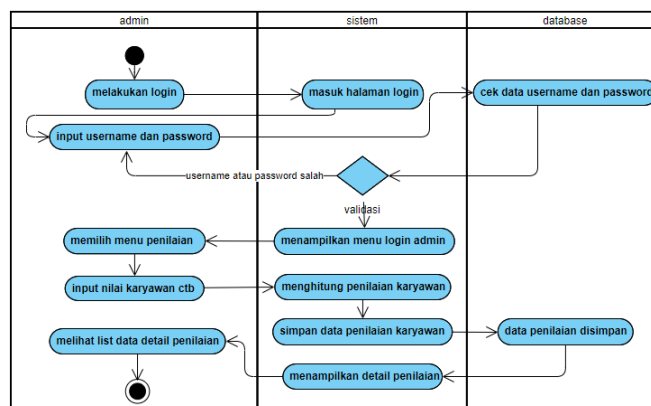 admin
sistem
database
melakukan login
masuk halaman login
cek data username dan password
input username dan password
username atau password salah
validasi
memilih menu penilaian
menampilkan menu login admin
input nilai karyawan ctb
menghitung penilaian karyawan
simpan data penilaian karyawan
data penilaian disimpan
melihat list data detail penilaian
menampilkan detail penilaian